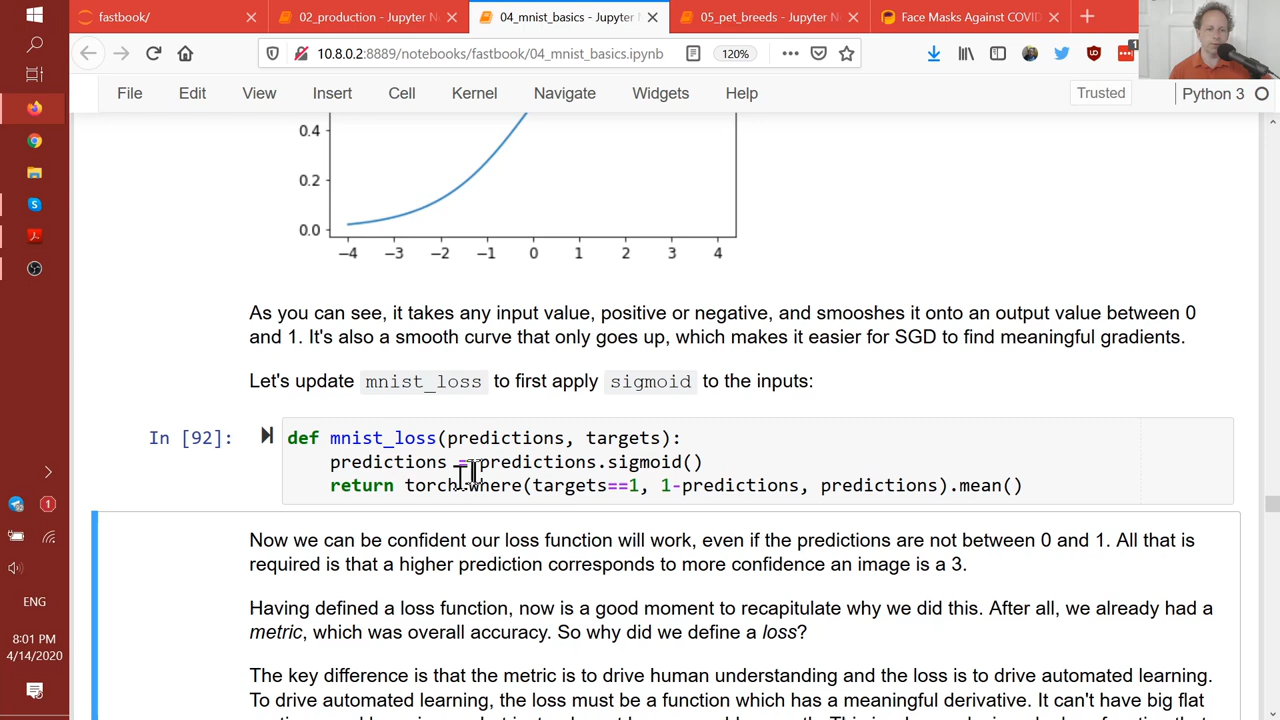 fastbook/
02_production - Jupyter N
04_mnist_basics - Jupyter
05_pet_breeds - Jupyter N
Face Masks Against COVID
10.8.0.2:8889/notebooks/fastbook/04_mnist_basics.ipynb
120%
1
File Edit View Insert Cell Kernel Navigate Widgets Help
Trusted
Python 3
0.4
0.2
0.0
−4 −3 −2 −1 0 1 2 3 4
As you can see, it takes any input value, positive or negative, and smooshes it onto an output value between 0
and 1. It's also a smooth curve that only goes up, which makes it easier for SGD to find meaningful gradients.
Let's update mnist_loss to first apply sigmoid to the inputs:
In [92]:
def mnist_loss(predictions, targets):
predictions = predictions.sigmoid()
return torch.where(targets==1, 1-predictions, predictions).mean()
Now we can be confident our loss function will work, even if the predictions are not between 0 and 1. All that is
required is that a higher prediction corresponds to more confidence an image is a 3.
Having defined a loss function, now is a good moment to recapitulate why we did this. After all, we already had a
metric, which was overall accuracy. So why did we define a loss?
The key difference is that the metric is to drive human understanding and the loss is to drive automated learning.
To drive automated learning, the loss must be a function which has a meaningful derivative. It can't have big flat
1
ENG
8:01 PM
4/14/2020